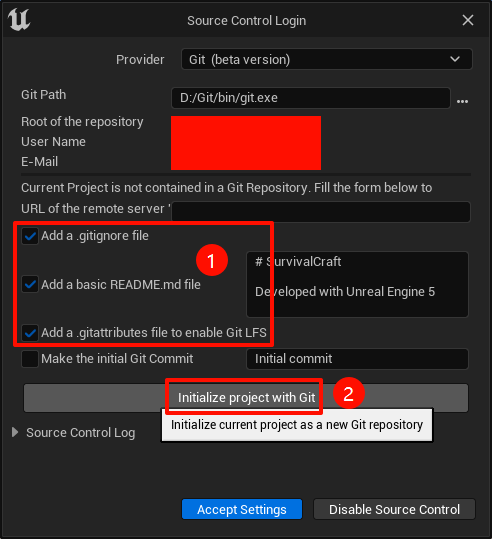 Source Control Login
Provider Git (beta version)
Git Path D:/Git/bin/git.exe ...
Root of the repository
User Name
E-Mail
Current Project is not contained in a Git Repository. Fill the form below to
URL of the remote server '
Add a .gitignore file
1
# SurvivalCraft
Add a basic README.md file
Developed with Unreal Engine 5
Add a .gitattributes file to enable Git LFS
Make the initial Git Commit Initial commit
Initialize project with Git 2
Initialize current project as a new Git repository
Source Control Log
Accept Settings Disable Source Control